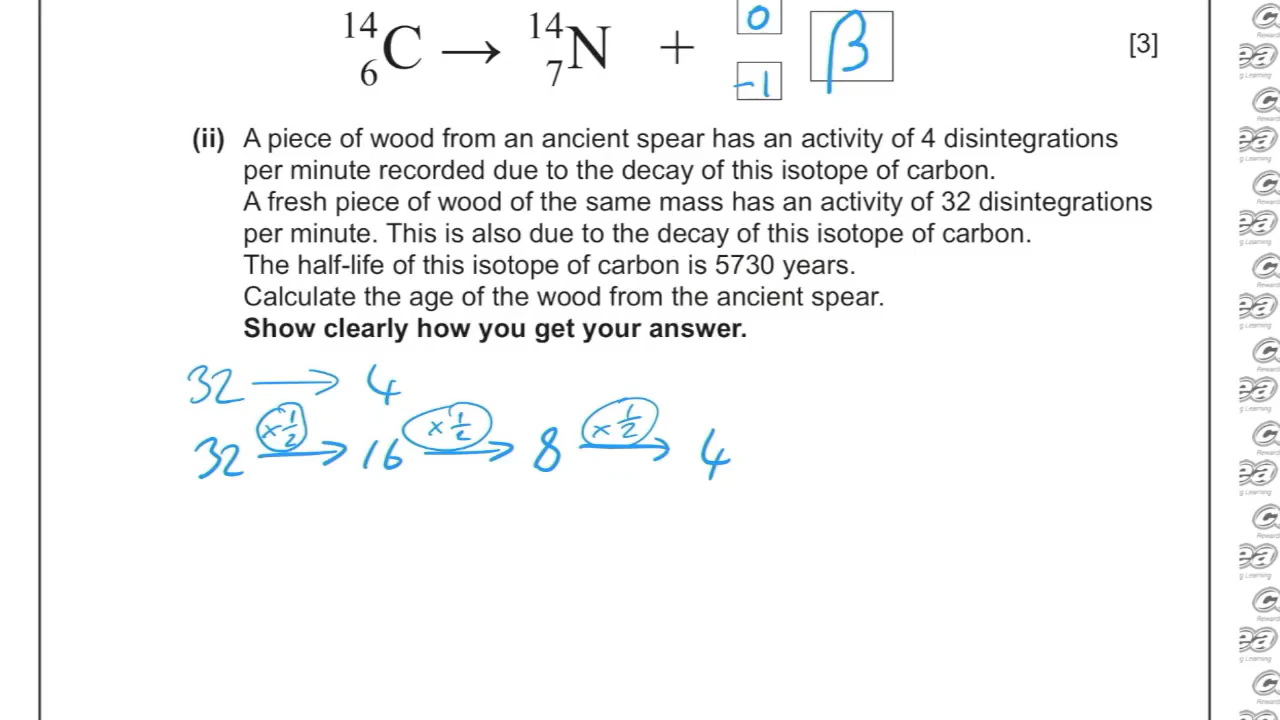 14 6 C → 14 7 N + 0 -1 β [3]
(ii) A piece of wood from an ancient spear has an activity of 4 disintegrations
per minute recorded due to the decay of this isotope of carbon.
A fresh piece of wood of the same mass has an activity of 32 disintegrations
per minute. This is also due to the decay of this isotope of carbon.
The half-life of this isotope of carbon is 5730 years.
Calculate the age of the wood from the ancient spear.
Show clearly how you get your answer.
32 → 4
32 ×1/2 → 16 ×1/2 → 8 ×1/2 → 4